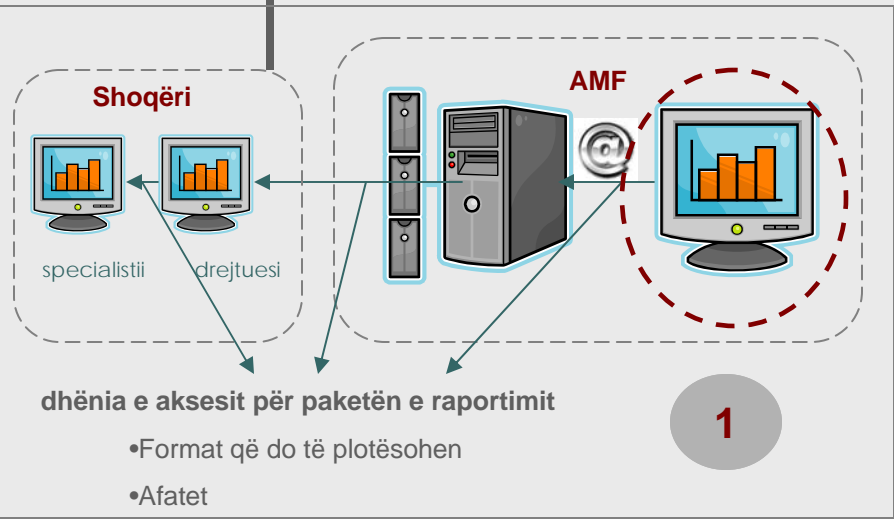 Shoqëri
AMF
@
specialistii
drejtuesi
dhënia e aksesit për paketën e raportimit
•Format që do të plotësohen
•Afatet
1